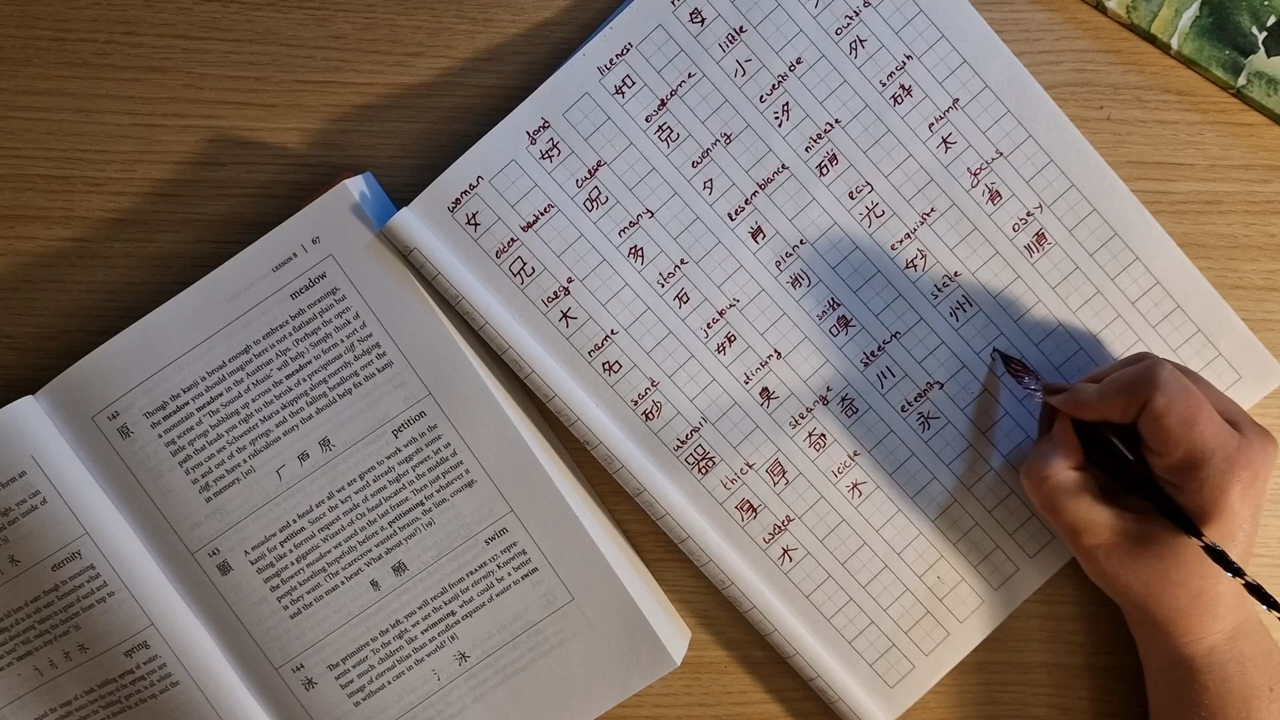 LESSON 8 | 67
meadow
142
原
Though the kanji is broad enough to embrace both meanings,
the meadow you should imagine here is not a flatland plain but
a mountain meadow in the Austrian Alps. (Perhaps the open-
ing scene of "The Sound of Music" will help.) Simply think of
little springs bubbling up across the meadow to form a sort of
path that leads you right to the brink of a precipitous cliff. Now
if you can see Schwester Maria skipping along merrily, dodging
in and out of the springs, and then falling headlong over the
cliff, you have a ridiculous story that should help fix this kanji
in memory. [10]
厂 原
petition
143
願
A meadow and a head are all we are given to work with in the
kanji for petition. Since the key word already suggests some-
thing like a formal request made of some higher power, let us
imagine a gigantic Wizard-of-Oz head located in the middle of
the flowery meadow we used in the last frame. Then just picture
people kneeling hopefully before it, petitioning for whatever it
is they want. (The scarecrow wanted brains, the lion, courage,
and the tin man a heart. What about you?) [19]
原 願
swim
144
泳
The primitive to the left, you will recall from FRAME 137, repre-
sents water. To the right, we see the kanji for eternity. Knowing
how much children like swimming, what could be a better
image of eternal bliss than an endless expanse of water to swim
in without a care in the world? [8]
氵 泳
eternity
spring
woman
女
elder brother
兄
large
大
name
名
sand
砂
utensil
器
thick
厚 厚
water
水
fond
好
curse
呪
many
多
stone
石
jealous
妬
stinking
臭
strange
奇 奇
icicle
氷
likeness
如
overcome
克
evening
夕
resemblance
肖
plane
削
sniff
嗅
stream
川
eternity
永
母
little
小
eventide
汐
nitrate
硝
ray
光
exquisite
妙
state
州
outside
外
smash
砕
plump
太
focus
省
obey
順